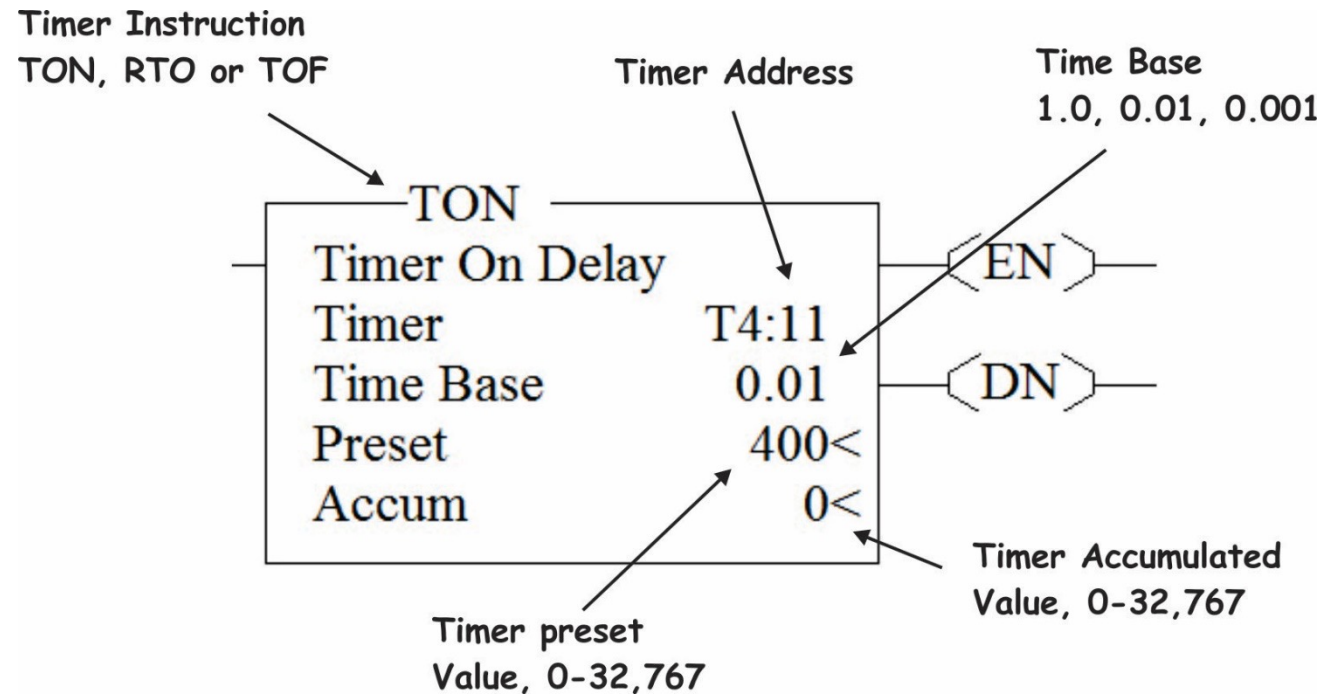 Timer Instruction
TON, RTO or TOF
Timer Address
Time Base
1.0, 0.01, 0.001
TON
Timer On Delay
EN
Timer T4:11
Time Base 0.01
DN
Preset 400<
Accum 0<
Timer Accumulated
Value, 0-32,767
Timer preset
Value, 0-32,767